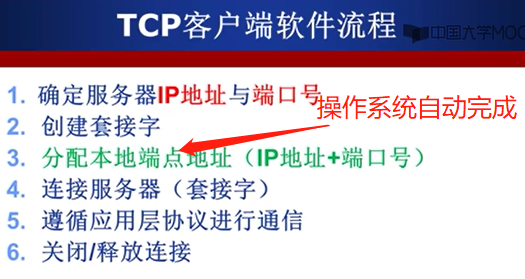 TCP客户端软件流程
中国大学MOO
1. 确定服务器IP地址与端口号
操作系统自动完成
2. 创建套接字
3. 分配本地端点地址（IP地址+端口号）
4. 连接服务器（套接字）
5. 遵循应用层协议进行通信
6. 关闭/释放连接